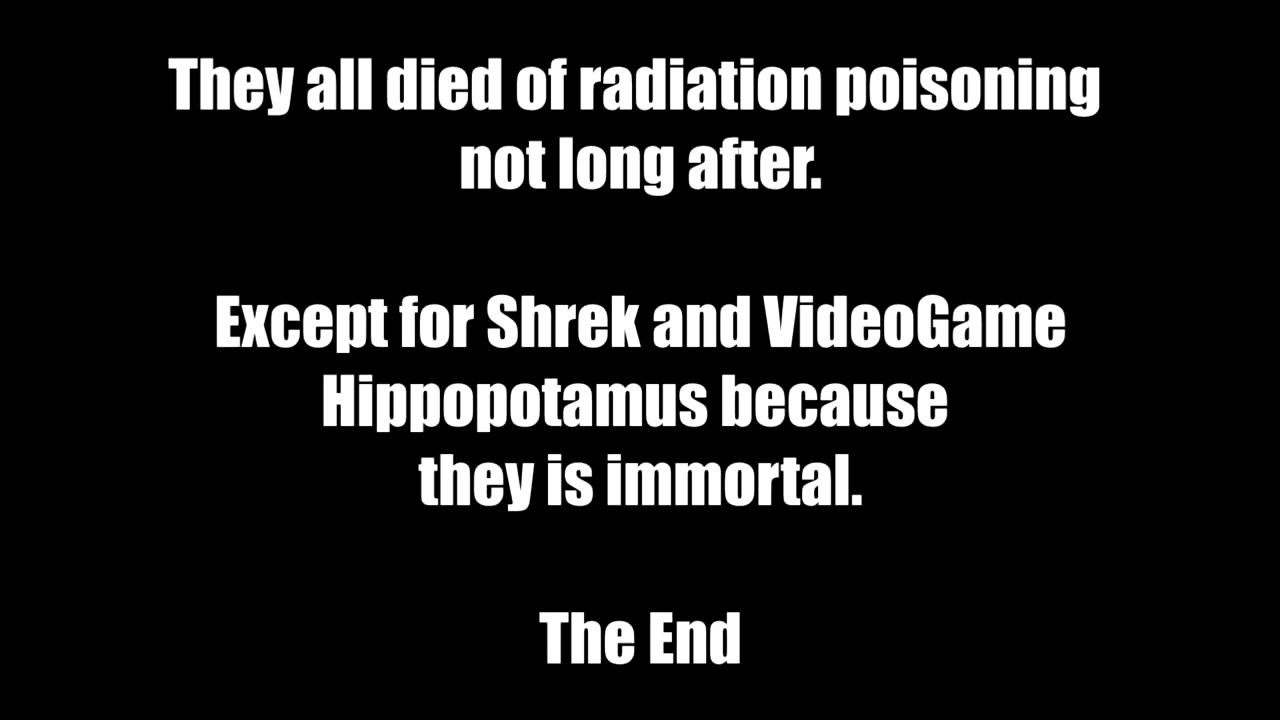 They all died of radiation poisoning
not long after.
Except for Shrek and VideoGame
Hippopotamus because
they is immortal.
The End